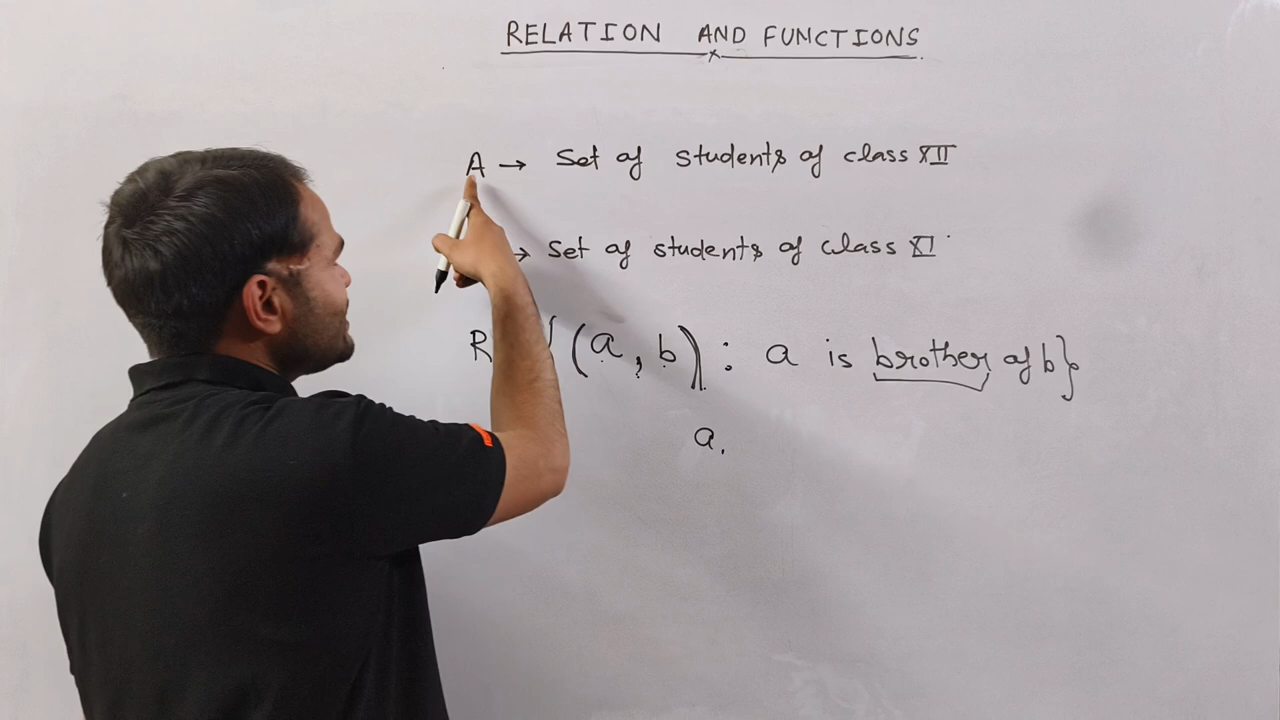 RELATION AND FUNCTIONS
A → Set of students of class XII
→ Set of students of class XI
R {(a, b) : a is brother of b}
a.